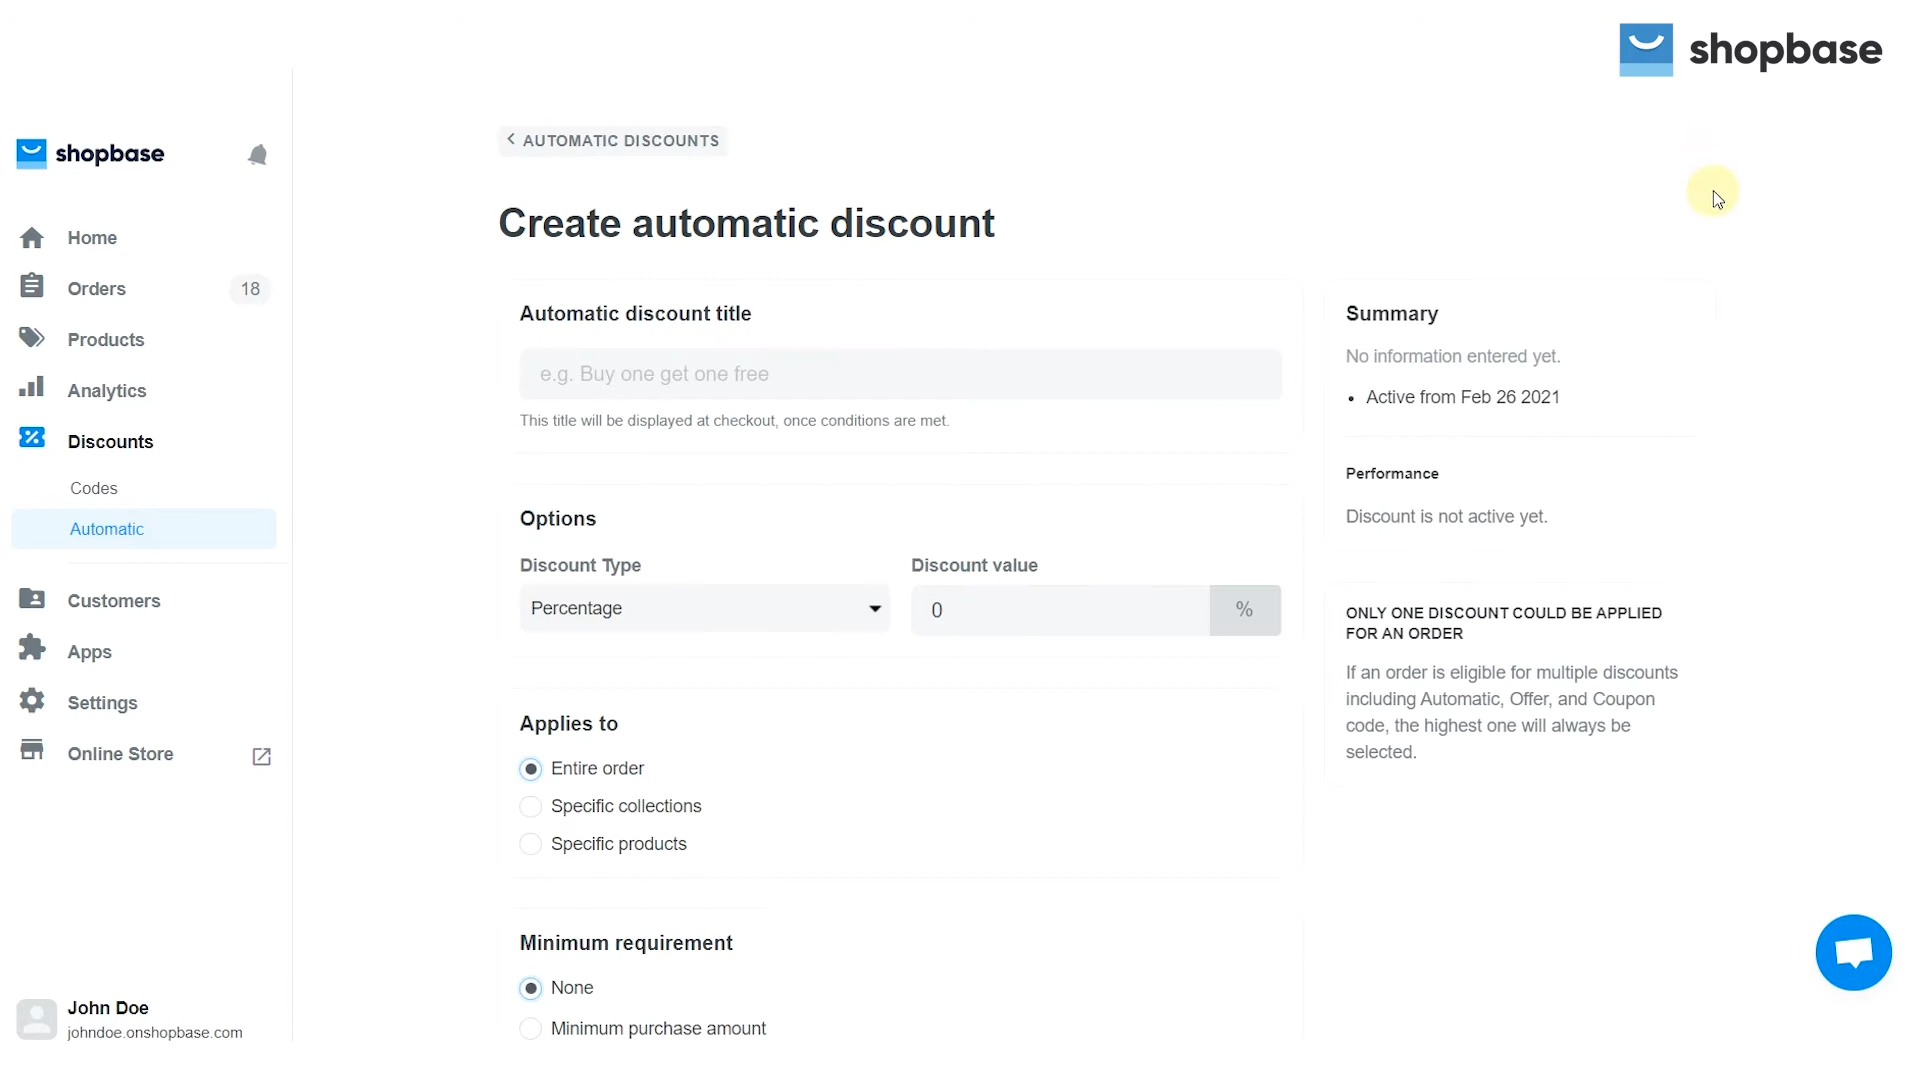 shopbase
shopbase
Home
Orders 18
Products
Analytics
Discounts
Codes
Automatic
Customers
Apps
Settings
Online Store
John Doe
johndoe.onshopbase.com
AUTOMATIC DISCOUNTS
Create automatic discount
Automatic discount title
e.g. Buy one get one free
This title will be displayed at checkout, once conditions are met.
Options
Discount Type
Percentage
Discount value
0 %
Applies to
Entire order
Specific collections
Specific products
Minimum requirement
None
Minimum purchase amount
Summary
No information entered yet.
• Active from Feb 26 2021
Performance
Discount is not active yet.
ONLY ONE DISCOUNT COULD BE APPLIED
FOR AN ORDER
If an order is eligible for multiple discounts
including Automatic, Offer, and Coupon
code, the highest one will always be
selected.